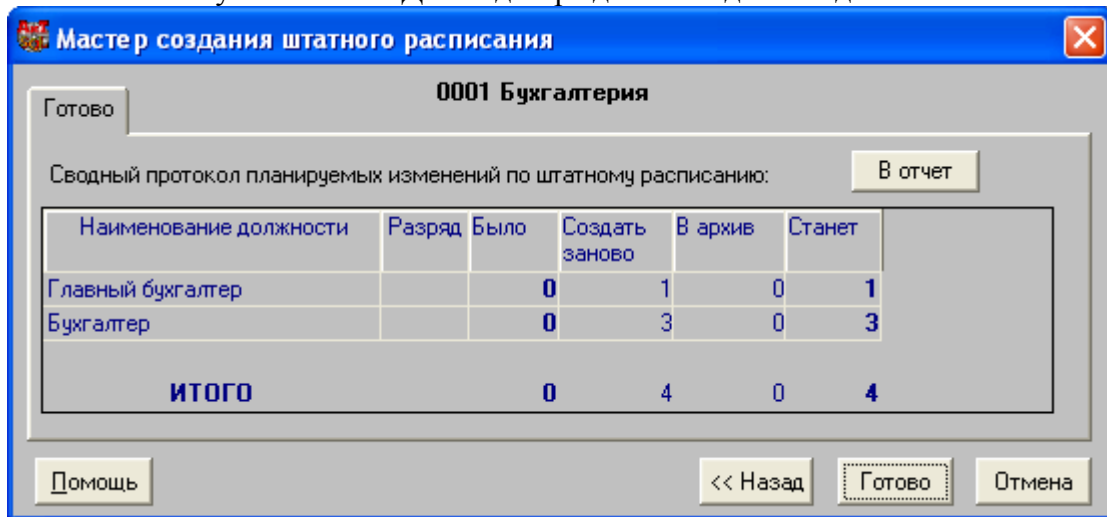 Мастер создания штатного расписания
0001 Бухгалтерия
Готово
Сводный протокол планируемых изменений по штатному расписанию:
В отчет
Наименование должности Разряд Было Создать заново В архив Станет
Главный бухгалтер 0 1 0 1
Бухгалтер 0 3 0 3
ИТОГО 0 4 0 4
Помощь << Назад Готово Отмена